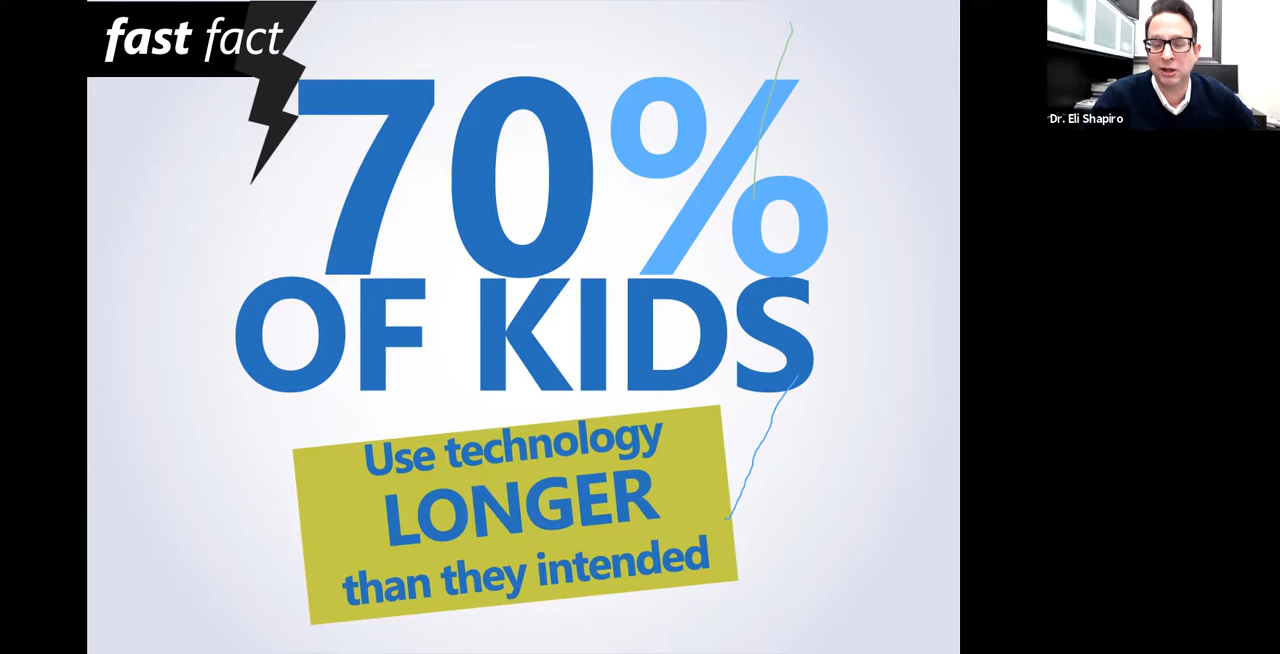 fast fact
70%
OF KIDS
Use technology
LONGER
than they intended
Dr. Eli Shapiro